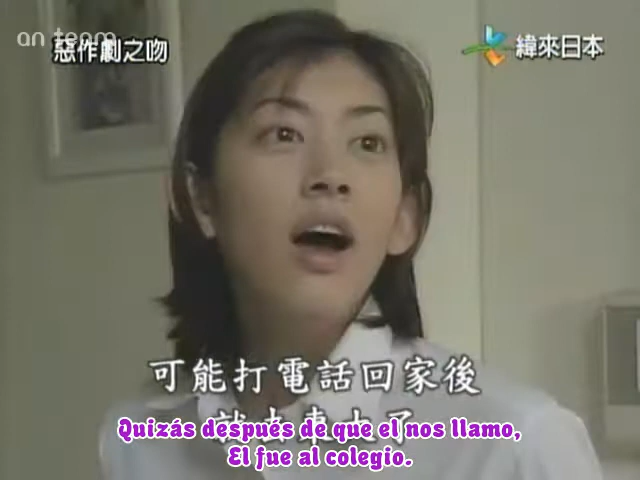 an team
惡作劇之吻
緯來日本
可能打電話回家後
Quizás después de que el nos llamo,
El fue al colegio.